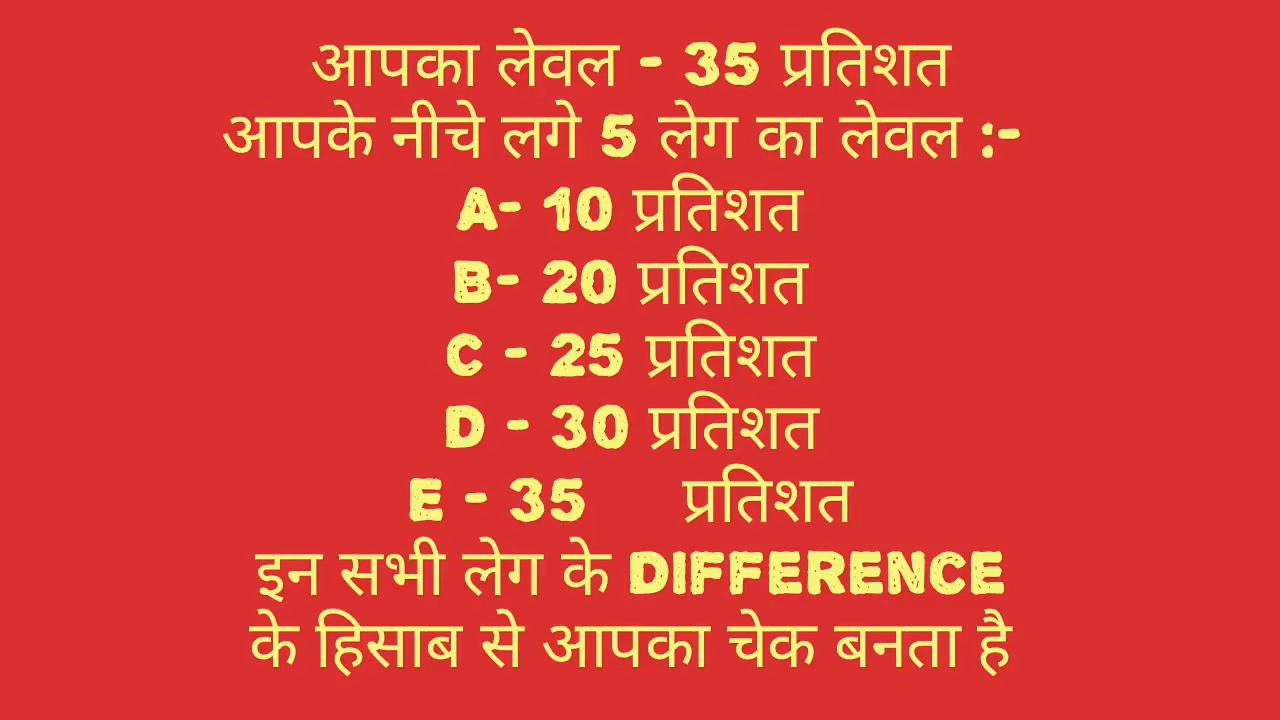 आपका लेवल - 35 प्रतिशत
आपके नीचे लगे 5 लेग का लेवल :-
A- 10 प्रतिशत
B- 20 प्रतिशत
C - 25 प्रतिशत
D - 30 प्रतिशत
E - 35 प्रतिशत
इन सभी लेग के DIFFERENCE
के हिसाब से आपका चेक बनता है